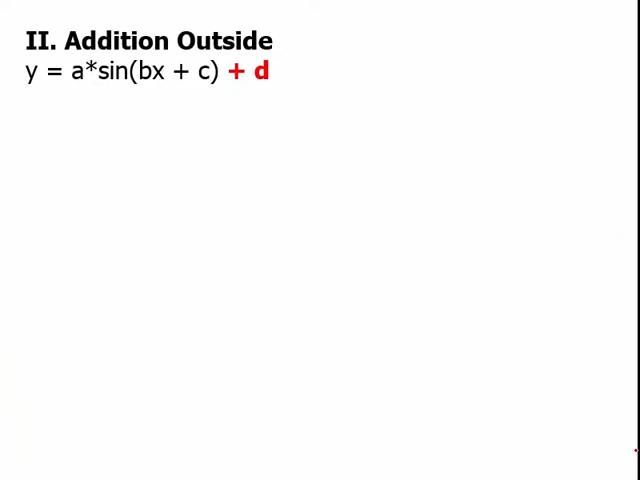 II. Addition Outside
y = a*sin(bx + c) + d